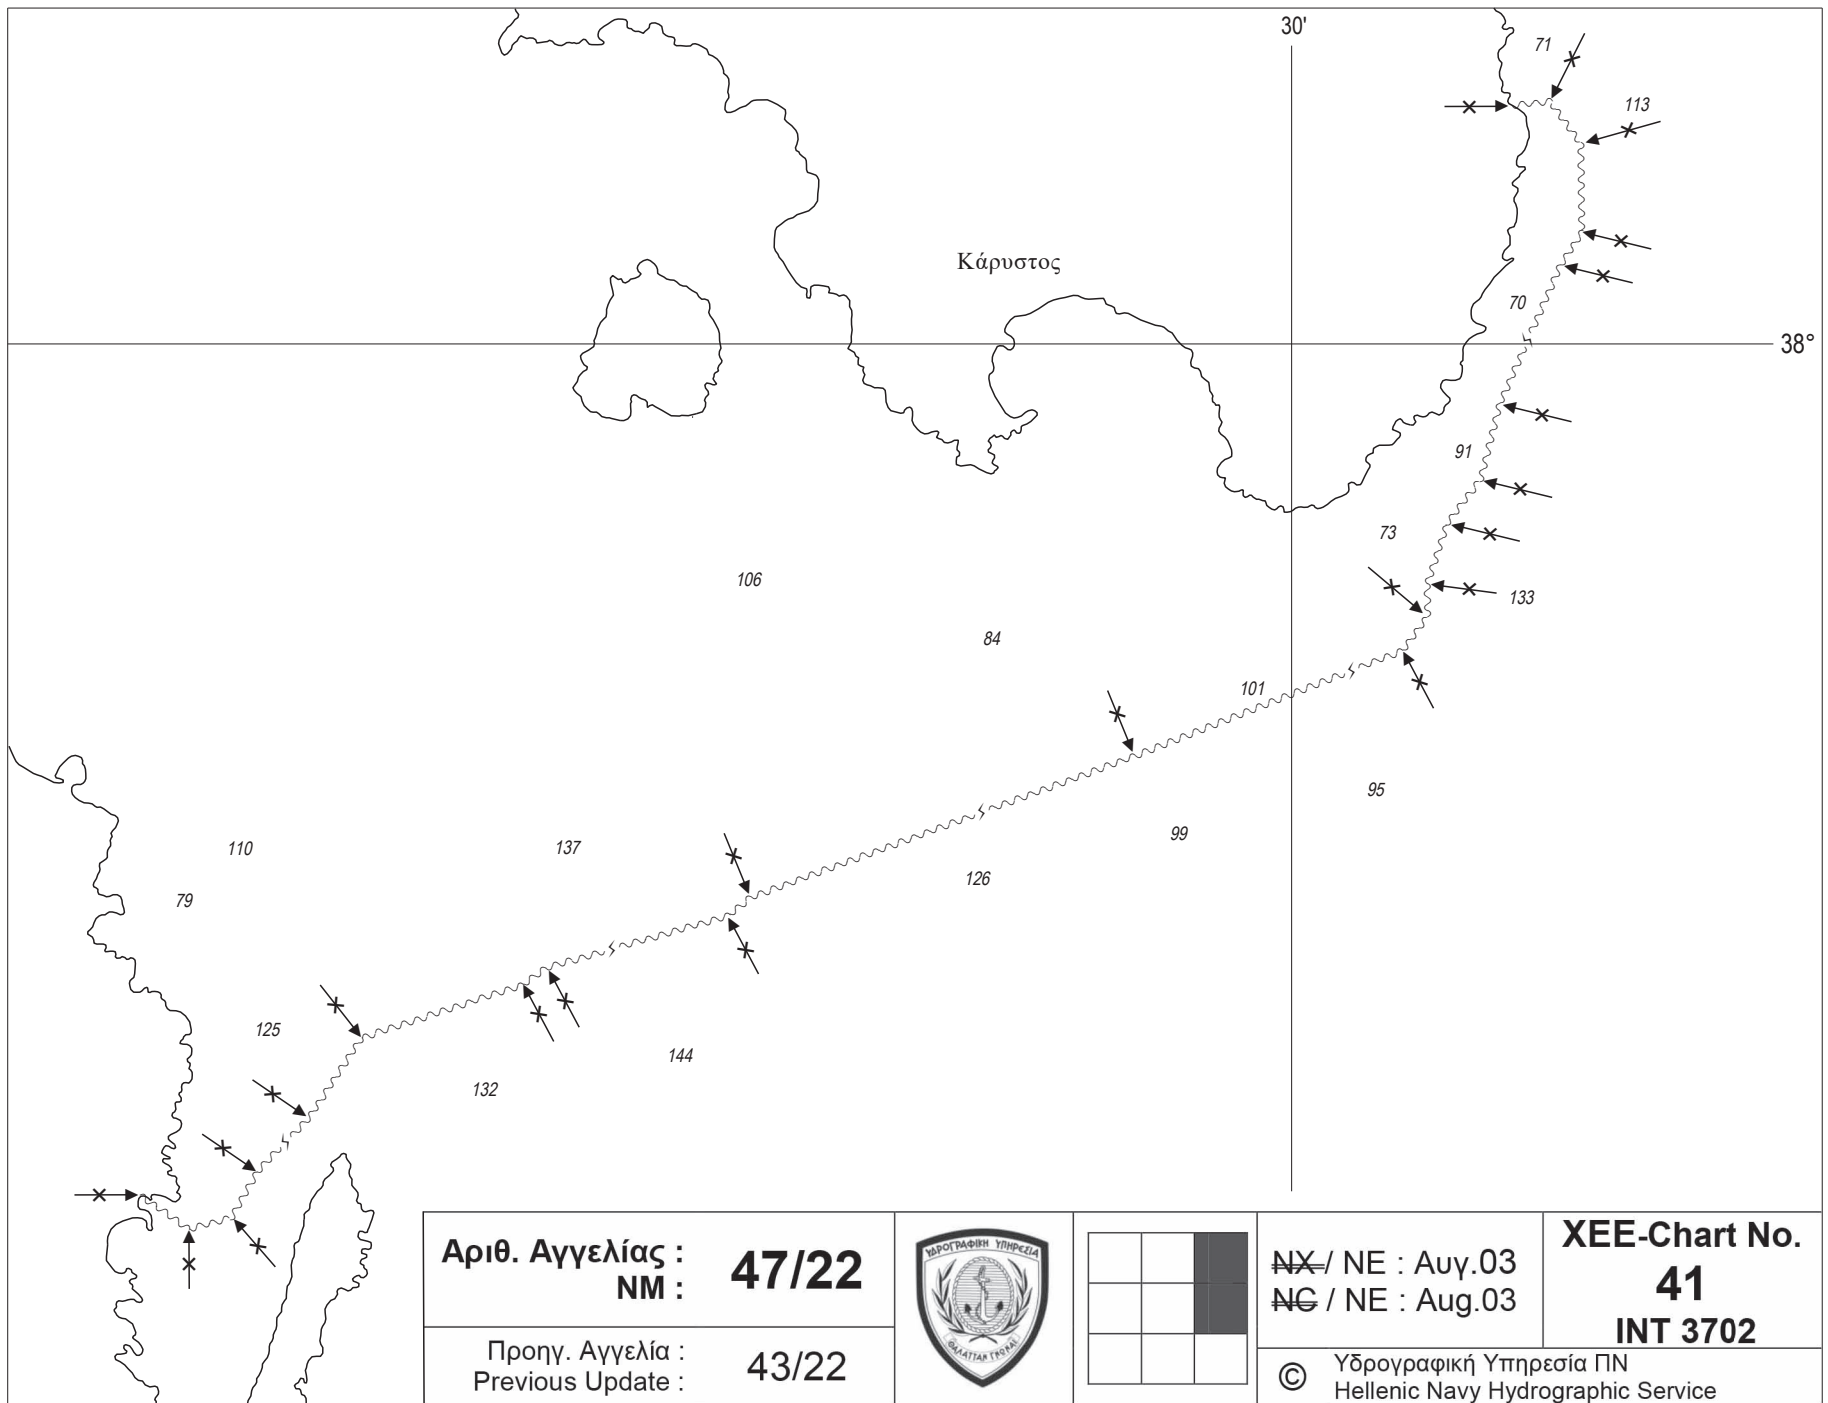 30'
71
113
Κάρυστος
70
38°
91
73
106
133
84
101
95
99
110
137
126
79
125
144
132
Αριθ. Αγγελίας :
NM :
47/22
Προηγ. Αγγελία :
Previous Update :
43/22
ΥΔΡΟΓΡΑΦΙΚΗ ΥΠΗΡΕΣΙΑ
NX / NE : Αυγ.03
NC / NE : Aug.03
XEE-Chart No.
41
INT 3702
© Υδρογραφική Υπηρεσία ΠΝ
Hellenic Navy Hydrographic Service